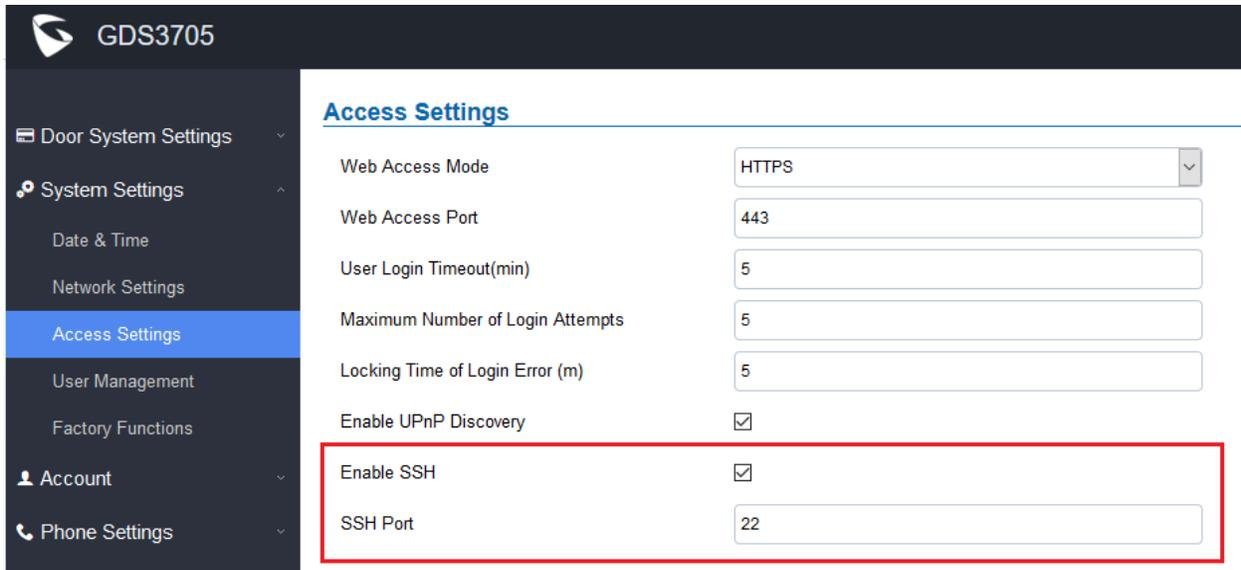 GDS3705
Door System Settings
System Settings
Date & Time
Network Settings
Access Settings
User Management
Factory Functions
Account
Phone Settings
Access Settings
Web Access Mode HTTPS
Web Access Port 443
User Login Timeout(min) 5
Maximum Number of Login Attempts 5
Locking Time of Login Error (m) 5
Enable UPnP Discovery
Enable SSH
SSH Port 22